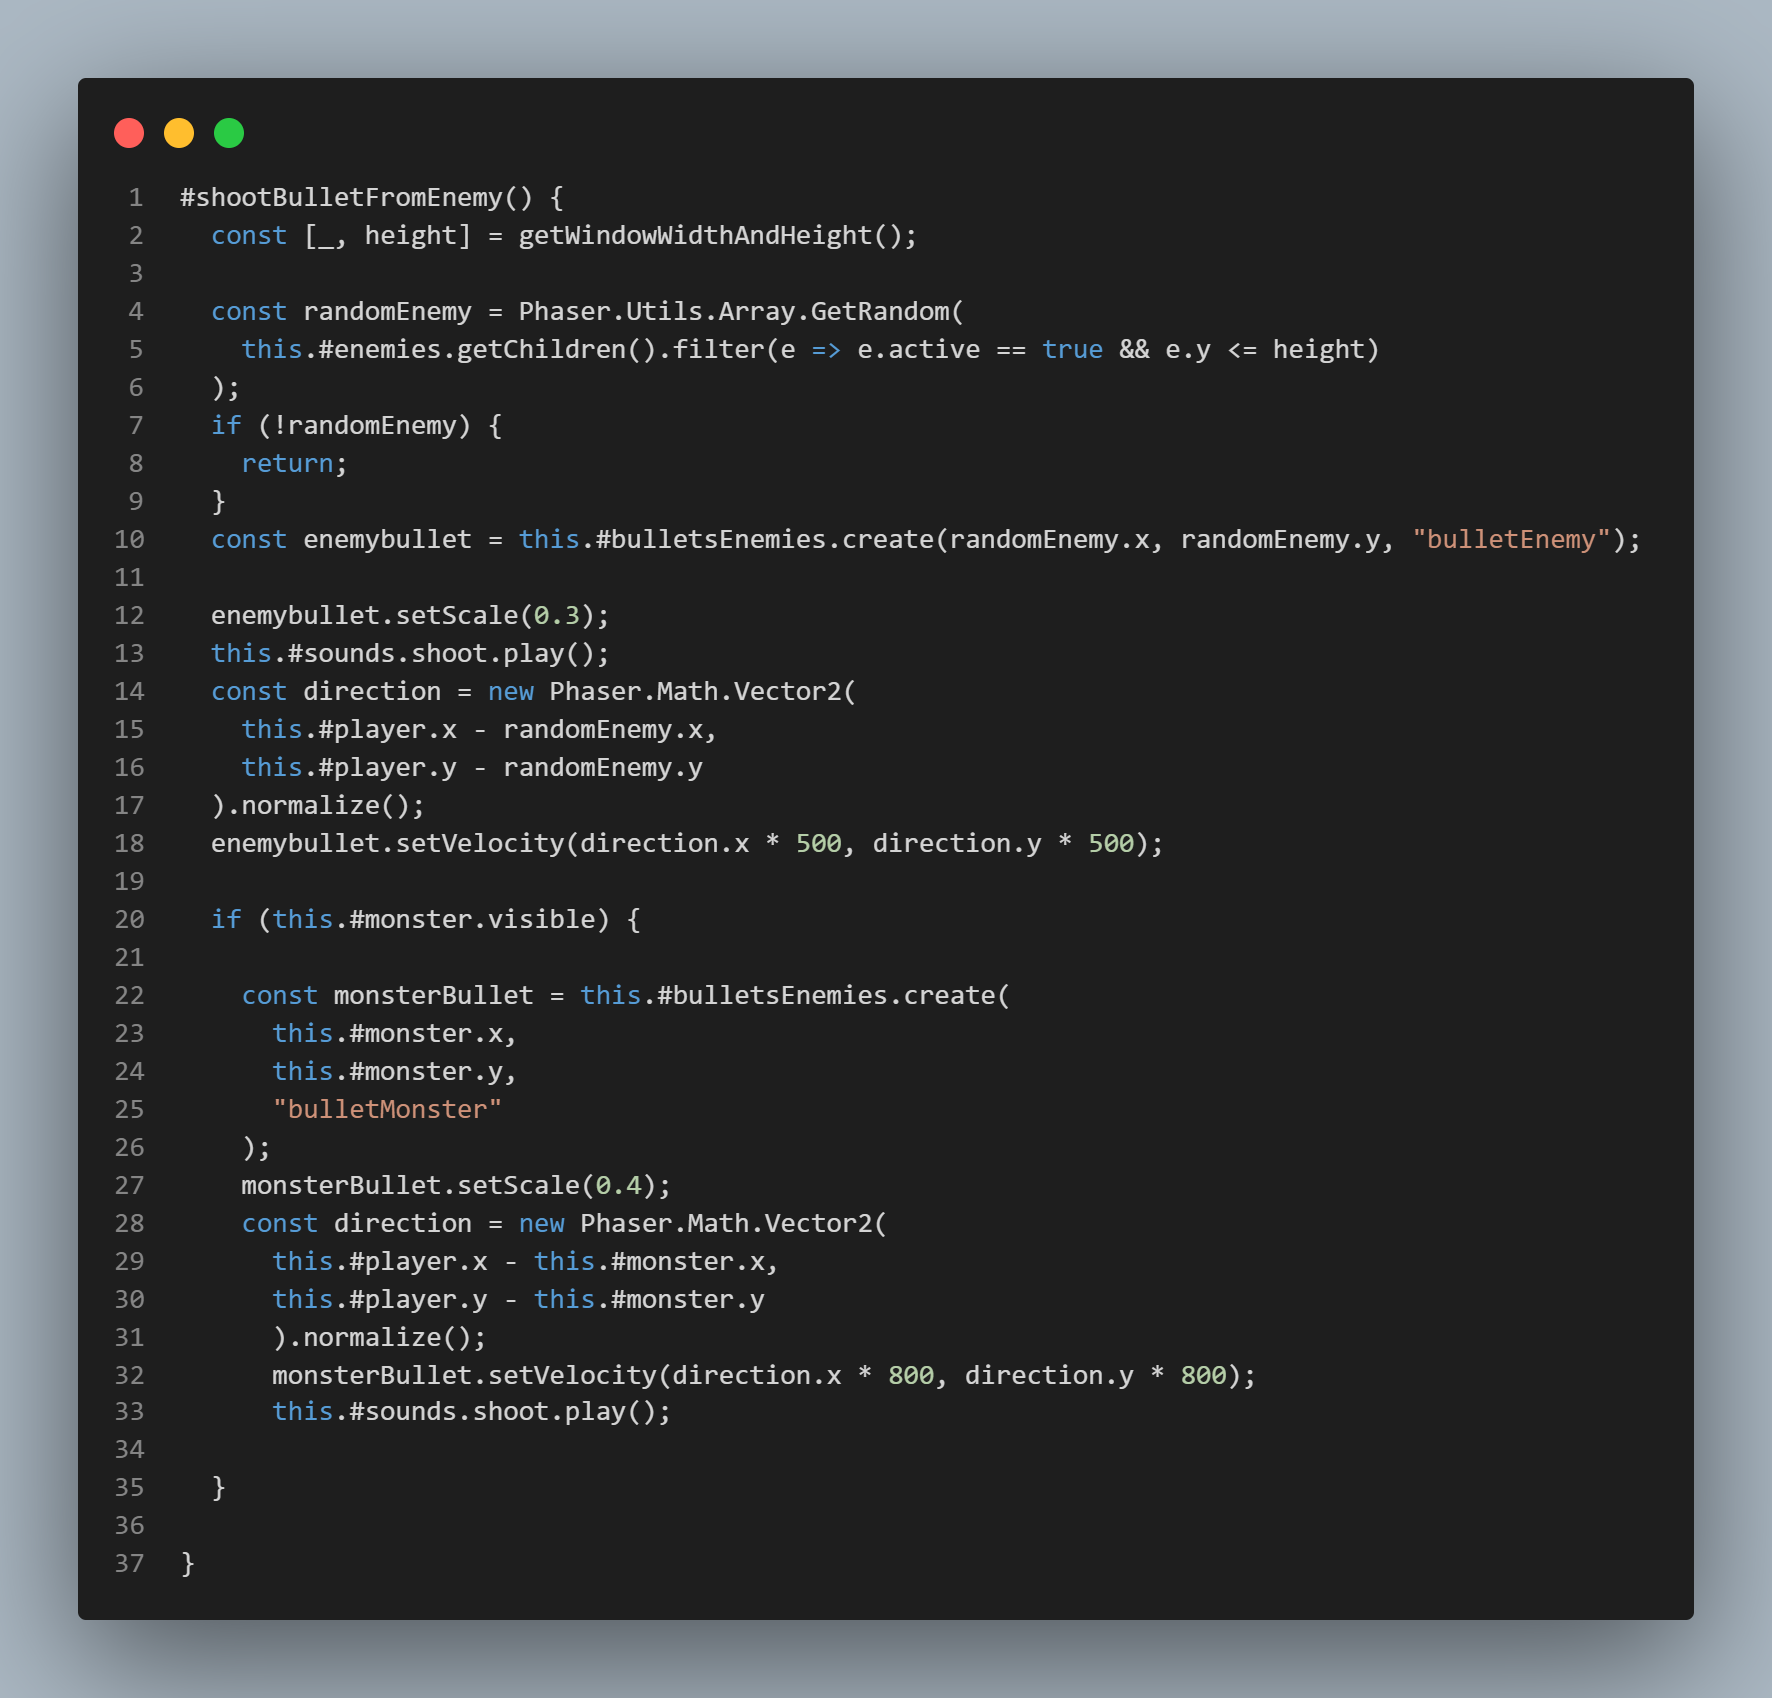 1 #shootBulletFromEnemy() {
2   const [_, height] = getWindowWidthAndHeight();
3
4   const randomEnemy = Phaser.Utils.Array.GetRandom(
5     this.#enemies.getChildren().filter(e => e.active == true && e.y <= height)
6   );
7   if (!randomEnemy) {
8     return;
9   }
10   const enemybullet = this.#bulletsEnemies.create(randomEnemy.x, randomEnemy.y, "bulletEnemy");
11
12   enemybullet.setScale(0.3);
13   this.#sounds.shoot.play();
14   const direction = new Phaser.Math.Vector2(
15     this.#player.x - randomEnemy.x,
16     this.#player.y - randomEnemy.y
17   ).normalize();
18   enemybullet.setVelocity(direction.x * 500, direction.y * 500);
19
20   if (this.#monster.visible) {
21
22     const monsterBullet = this.#bulletsEnemies.create(
23       this.#monster.x,
24       this.#monster.y,
25       "bulletMonster"
26     );
27     monsterBullet.setScale(0.4);
28     const direction = new Phaser.Math.Vector2(
29       this.#player.x - this.#monster.x,
30       this.#player.y - this.#monster.y
31       ).normalize();
32       monsterBullet.setVelocity(direction.x * 800, direction.y * 800);
33       this.#sounds.shoot.play();
34
35   }
36
37 }